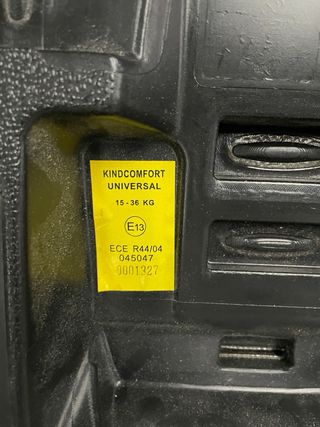 KINDCOMFORT
UNIVERSAL
15-36 KG
E13
ECE R44/04
045047
0001327